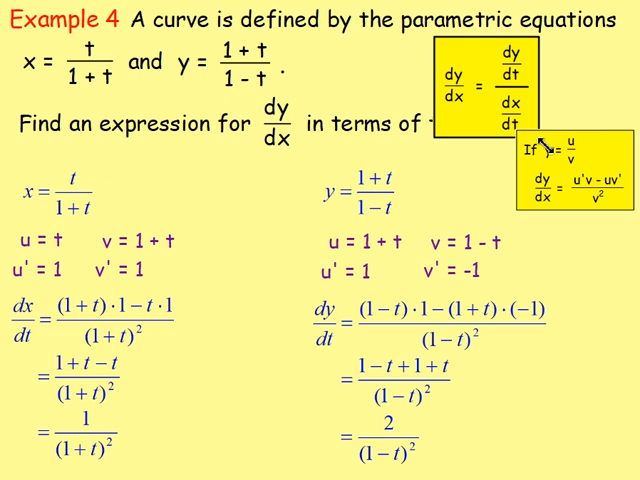 Example 4 A curve is defined by the parametric equations
x = t / (1 + t) and y = (1 + t) / (1 - t) .
Find an expression for dy/dx in terms of
dy/dx = (dy/dt) / (dx/dt)
If y = u/v
dy/dx = (u'v - uv') / v²
x = t / (1 + t)
u = t v = 1 + t
u' = 1 v' = 1
dx/dt = ((1 + t) · 1 − t · 1) / (1 + t)²
= (1 + t − t) / (1 + t)²
= 1 / (1 + t)²
y = (1 + t) / (1 − t)
u = 1 + t v = 1 - t
u' = 1 v' = -1
dy/dt = ((1 − t) · 1 − (1 + t) · (−1)) / (1 − t)²
= (1 − t + 1 + t) / (1 − t)²
= 2 / (1 − t)²